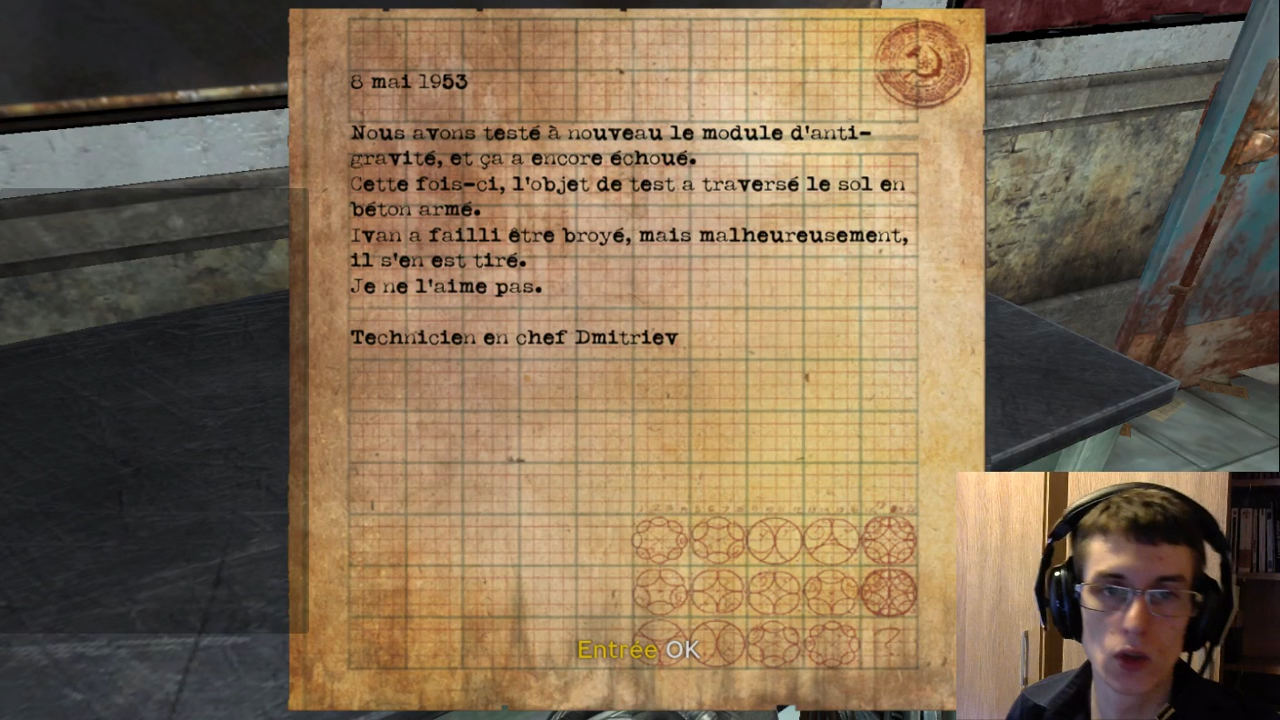 8 mai 1953
Nous avons testé à nouveau le module d'anti-
gravité, et ça a encore échoué.
Cette fois-ci, l'objet de test a traversé le sol en
béton armé.
Ivan a failli être broyé, mais malheureusement,
il s'en est tiré.
Je ne l'aime pas.
Technicien en chef Dmitriev
?
Entrée OK